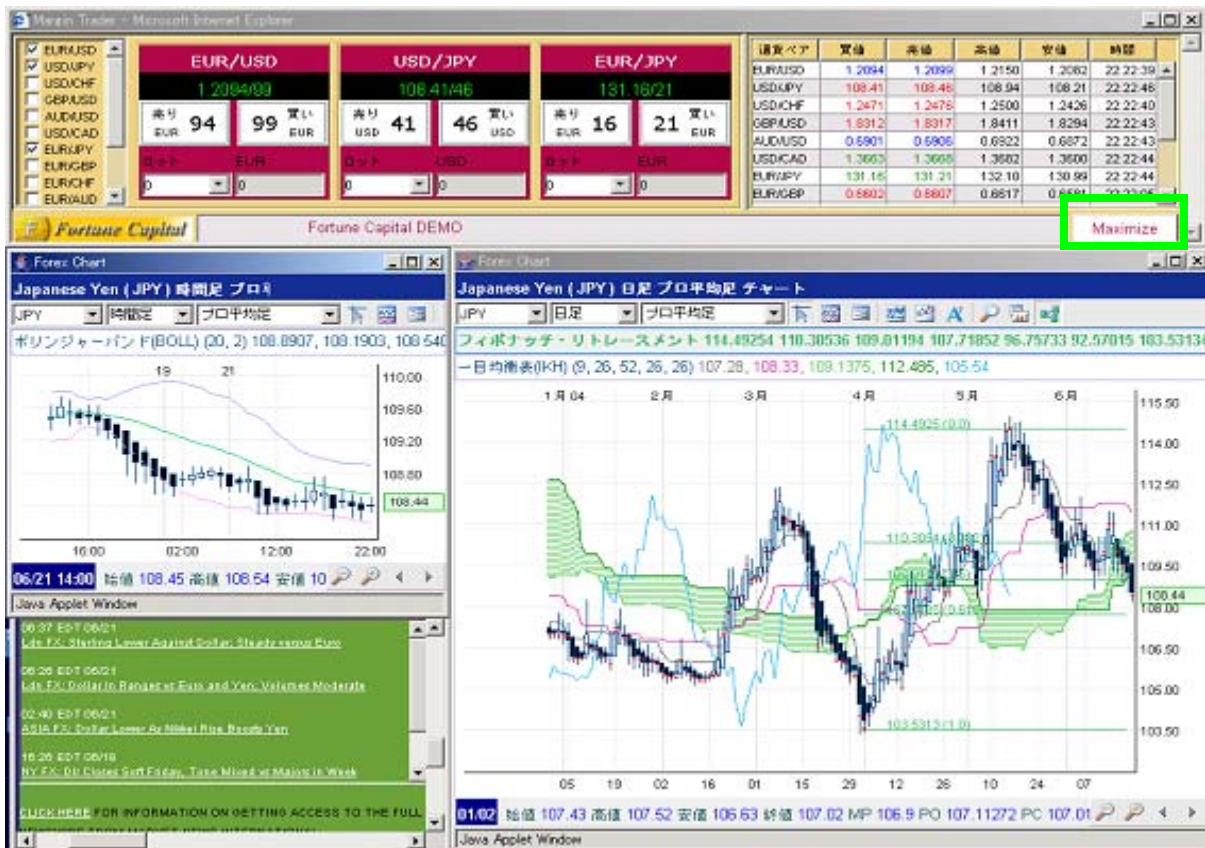 Margin Trader - Microsoft Internet Explorer
EUR/USD
USD/JPY
USD/CHF
GBP/USD
AUD/USD
USD/CAD
EUR/JPY
EUR/GBP
EUR/CHF
EUR/AUD
EUR/USD
1.2094/99
売り EUR 94 99 買い EUR
ロット EUR
0 0
USD/JPY
108.41/46
売り USD 41 46 買い USD
ロット USD
0 0
EUR/JPY
131.16/21
売り EUR 16 21 買い EUR
ロット EUR
0 0
通貨ペア 買値 売値 高値 安値 時間
EUR/USD 1.2094 1.2099 1.2150 1.2062 22:22:39
USD/JPY 108.41 108.46 108.94 108.21 22:22:46
USD/CHF 1.2471 1.2476 1.2500 1.2426 22:22:40
GBP/USD 1.8312 1.8317 1.8411 1.8294 22:22:43
AUD/USD 0.6901 0.6906 0.6922 0.6872 22:22:43
USD/CAD 1.3663 1.3668 1.3682 1.3600 22:22:44
EUR/JPY 131.16 131.21 132.10 130.99 22:22:44
EUR/GBP 0.6602 0.6607 0.6617
Fortune Capital
Fortune Capital DEMO
Maximize
Forex Chart
Japanese Yen ( JPY ) 時間足 プロ
JPY 時間足 プロ平均足
ボリンジャーバンド(BOLL) (20, 2) 108.8907, 108.1903, 108.540
19 21
110.00
109.60
109.20
108.80
108.44
16:00 02:00 12:00 22:00
06/21 14:00 始値 108.45 高値 108.54 安値 10
Java Applet Window
06:37 EDT 06/21
Ldn FX: Sterling Lower Against Dollar, Steady versus Euro
06:26 EDT 06/21
Ldn FX: Dollar in Ranges vs Euro and Yen; Volumes Moderate
02:40 EDT 06/21
ASIA FX: Dollar Lower As Nikkei Rise Boosts Yen
16:26 EDT 06/18
NY FX: Dlr Closes Soft Friday, Tone Mixed vs Majors in Week
CLICK HERE FOR INFORMATION ON GETTING ACCESS TO THE FULL
Forex Chart
Japanese Yen ( JPY ) 日足 プロ平均足 チャート
JPY 日足 プロ平均足
フィボナッチ・リトレースメント 114.49254 110.30536 109.01194 107.71852 96.75733 92.57015 103.53134
一目均衡表(IKH) (9, 26, 52, 26, 26) 107.28, 108.33, 109.1375, 112.485, 105.54
1月 04 2月 3月 4月 5月 6月
114.4925 (0.0)
103.5313 (1.0)
115.50
114.00
112.50
111.00
109.50
108.44
108.00
106.50
105.00
103.50
05 19 02 16 01 15 29 12 26 10 24 07
01/02 始値 107.43 高値 107.52 安値 106.63 終値 107.02 MP 106.9 PO 107.11272 PC 107.01
Java Applet Window